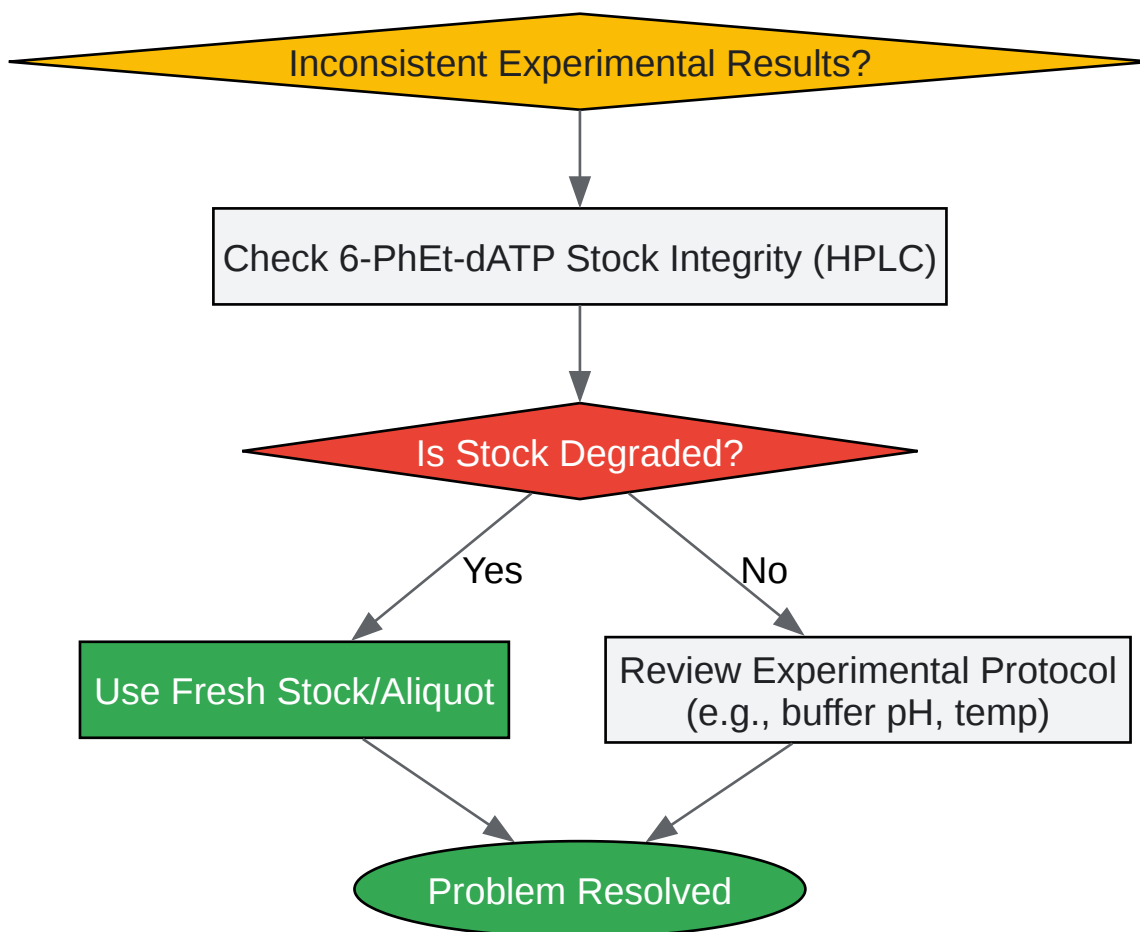 Inconsistent Experimental Results?
Check 6-PhEt-dATP Stock Integrity (HPLC)
Is Stock Degraded?
Yes
No
Use Fresh Stock/Aliquot
Review Experimental Protocol
(e.g., buffer pH, temp)
Problem Resolved